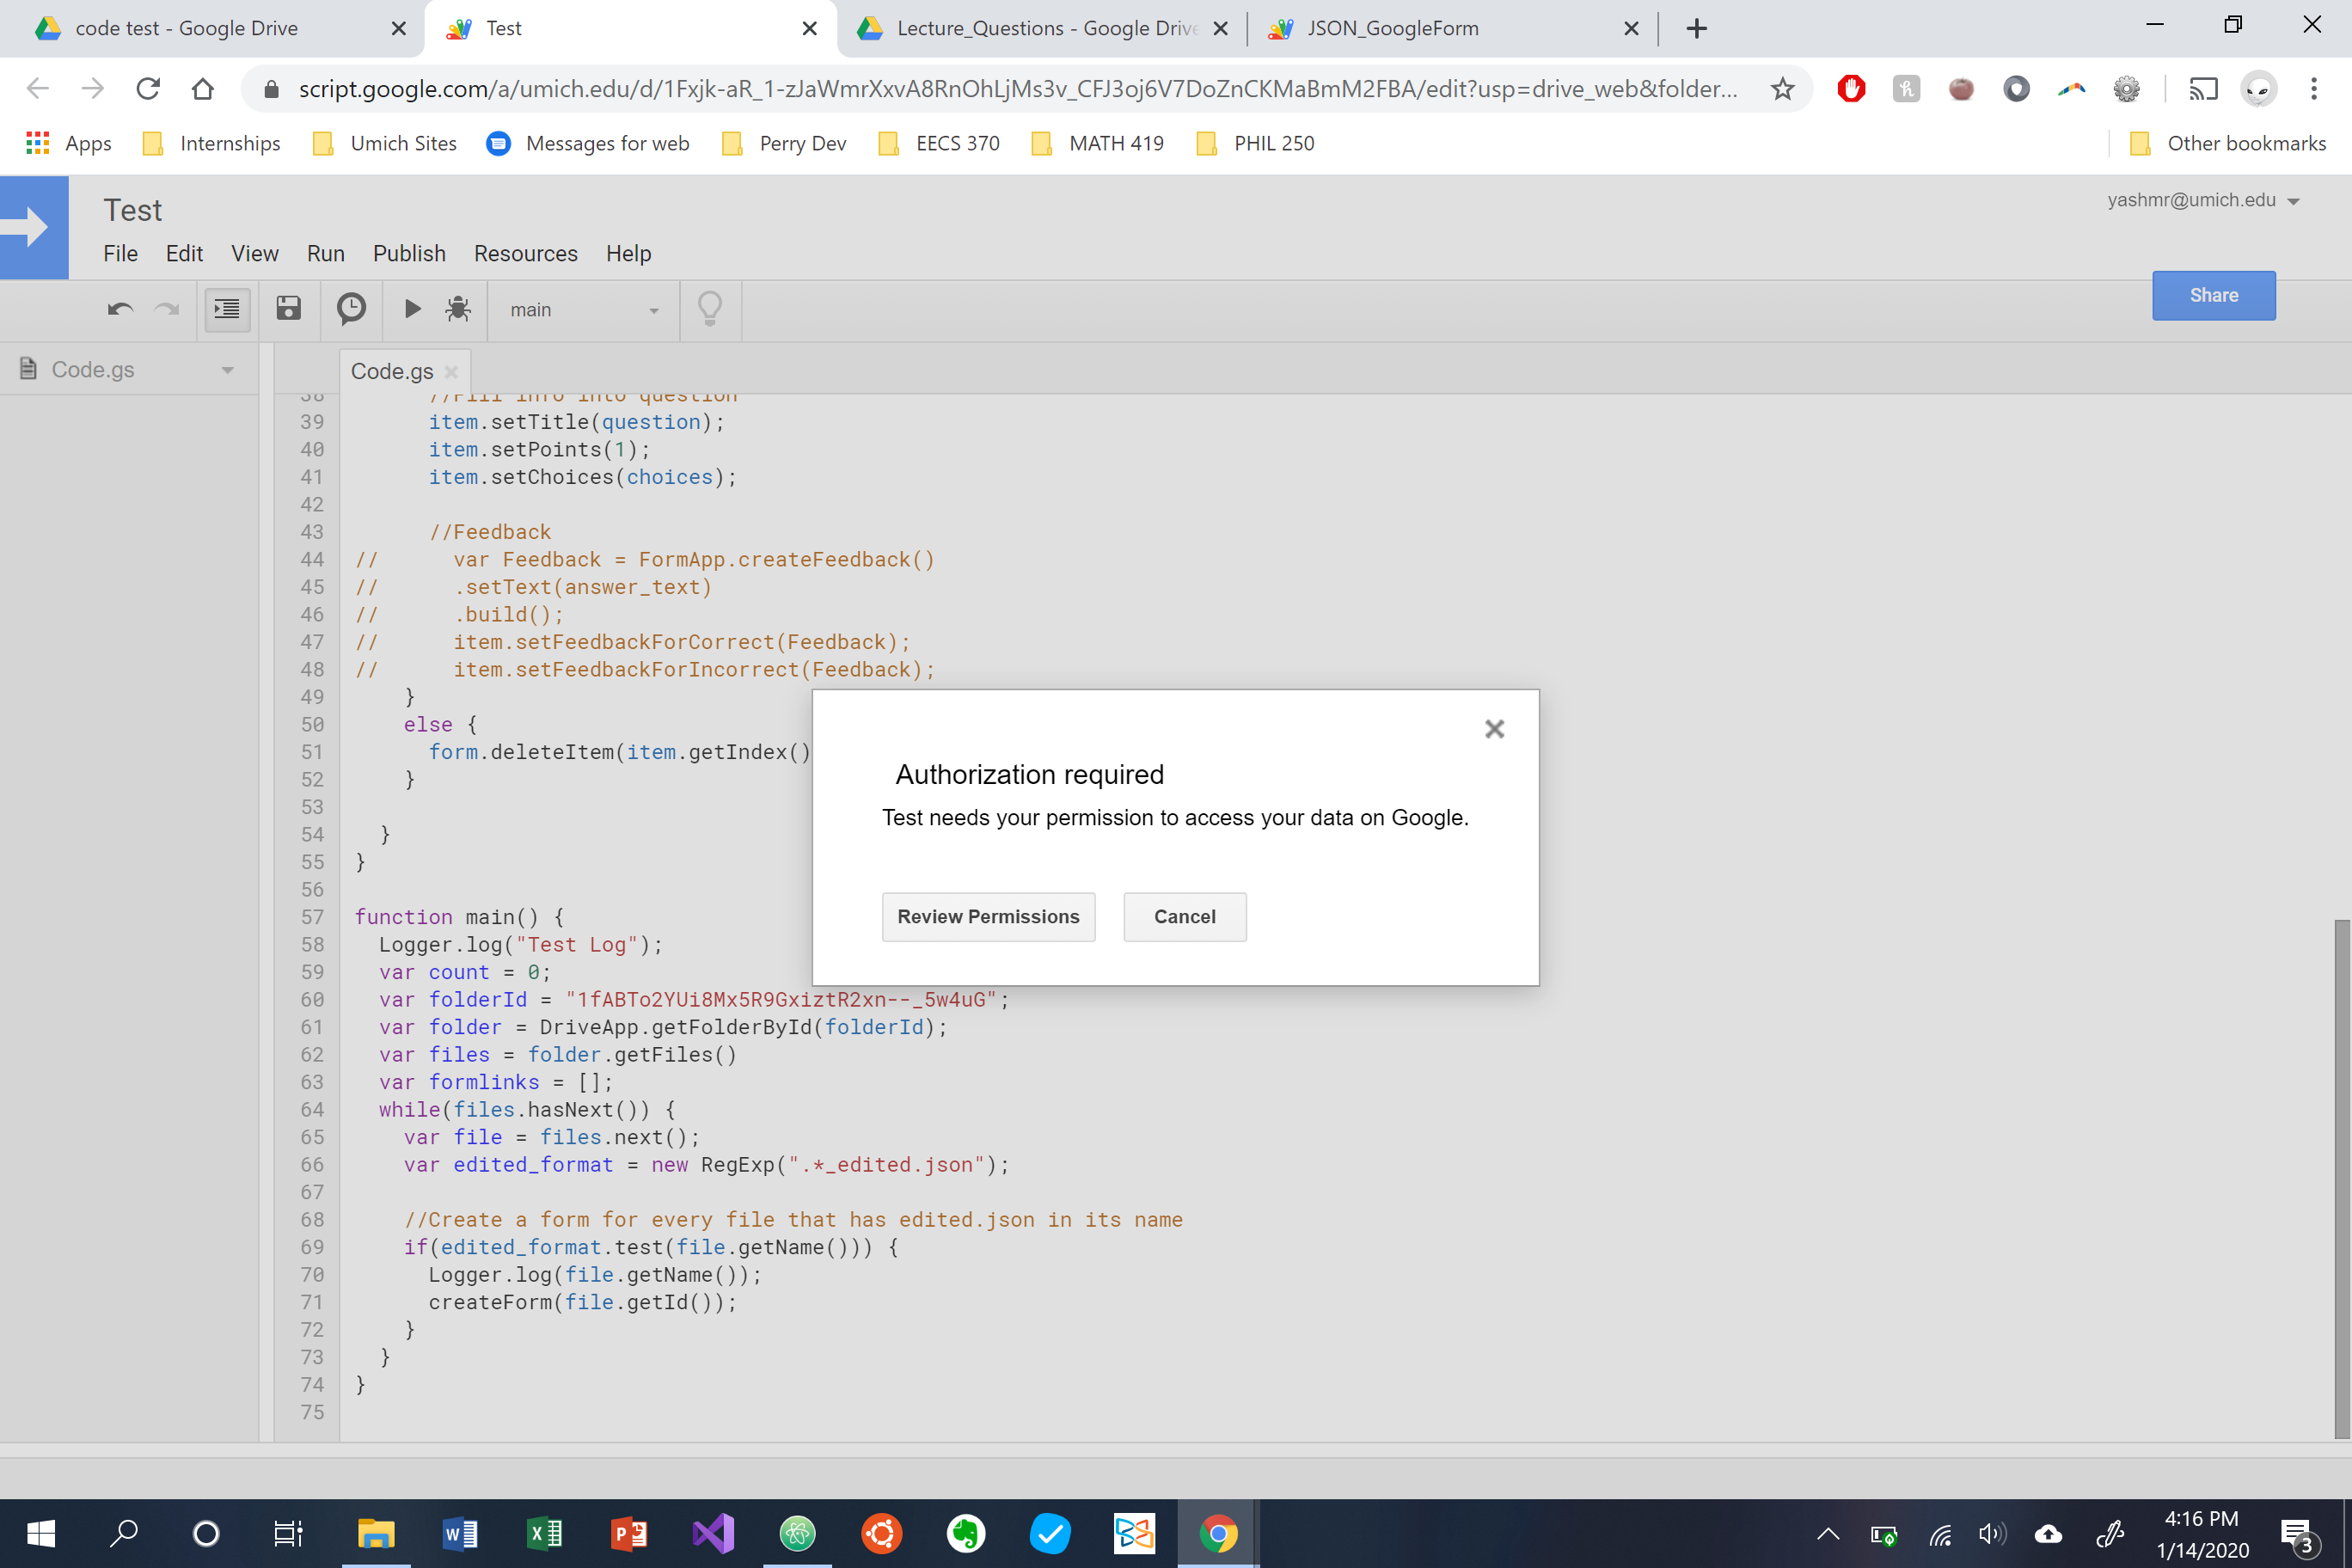 code test - Google Drive
Test
Lecture_Questions - Google Drive
JSON_GoogleForm
script.google.com/a/umich.edu/d/1Fxjk-aR_1-zJaWmrXxvA8RnOhLjMs3v_CFJ3oj6V7DoZnCKMaBmM2FBA/edit?usp=drive_web&folder...
Apps
Internships
Umich Sites
Messages for web
Perry Dev
EECS 370
MATH 419
PHIL 250
Other bookmarks
Test
yashmr@umich.edu
File Edit View Run Publish Resources Help
Share
main
Code.gs
Code.gs
38 //Fill info into question
39 item.setTitle(question);
40 item.setPoints(1);
41 item.setChoices(choices);
42
43 //Feedback
44 // var Feedback = FormApp.createFeedback()
45 // .setText(answer_text)
46 // .build();
47 // item.setFeedbackForCorrect(Feedback);
48 // item.setFeedbackForIncorrect(Feedback);
49 }
50 else {
51 form.deleteItem(item.getIndex()
52 }
53
54 }
55 }
56
57 function main() {
58 Logger.log("Test Log");
59 var count = 0;
60 var folderId = "1fABTo2YUi8Mx5R9GxiztR2xn--_5w4uG";
61 var folder = DriveApp.getFolderById(folderId);
62 var files = folder.getFiles()
63 var formlinks = [];
64 while(files.hasNext()) {
65 var file = files.next();
66 var edited_format = new RegExp(".*_edited.json");
67
68 //Create a form for every file that has edited.json in its name
69 if(edited_format.test(file.getName())) {
70 Logger.log(file.getName());
71 createForm(file.getId());
72 }
73 }
74 }
75
Authorization required
Test needs your permission to access your data on Google.
Review Permissions
Cancel
4:16 PM
1/14/2020
3